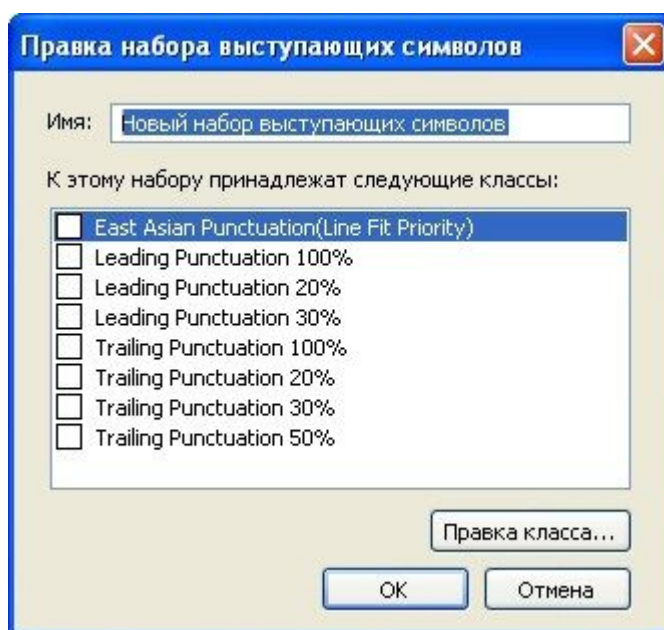 Правка набора выступающих символов
Имя: Новый набор выступающих символов
К этому набору принадлежат следующие классы:
East Asian Punctuation(Line Fit Priority)
Leading Punctuation 100%
Leading Punctuation 20%
Leading Punctuation 30%
Trailing Punctuation 100%
Trailing Punctuation 20%
Trailing Punctuation 30%
Trailing Punctuation 50%
Правка класса...
ОК Отмена